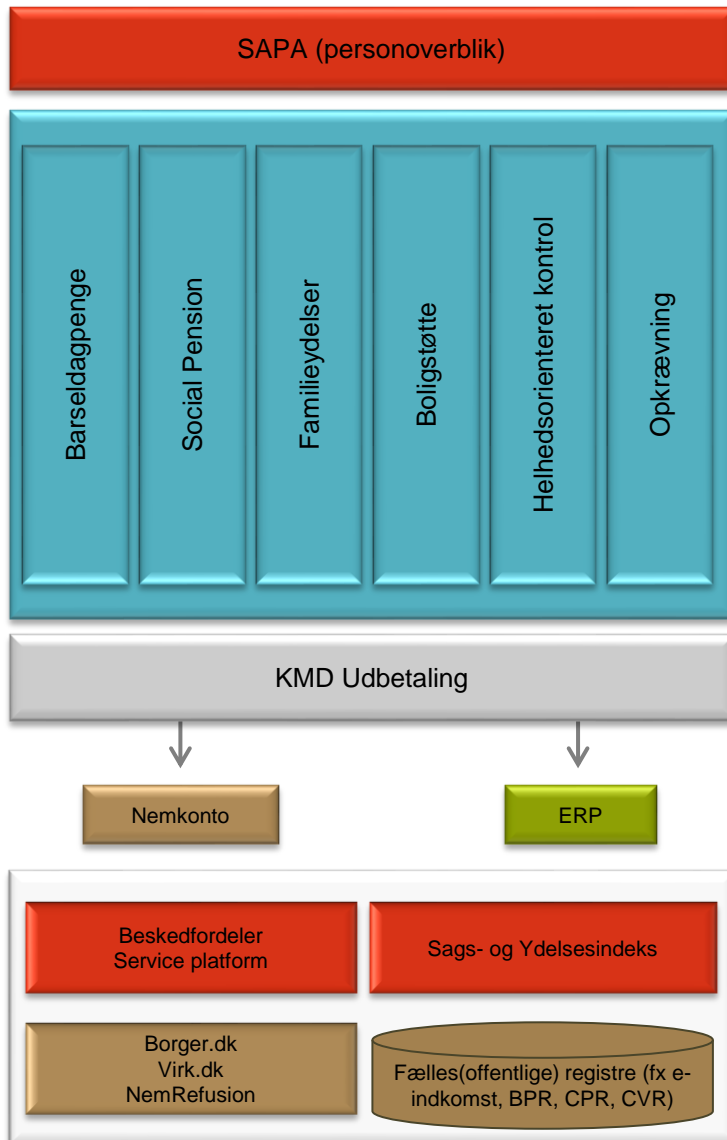 SAPA (personoverblik)
Barseldagpenge
Social Pension
Familieydelser
Boligstøtte
Helhedsorienteret kontrol
Opkrævning
KMD Udbetaling
Nemkonto
ERP
Beskedfordeler
Service platform
Sags- og Ydelsesindeks
Borger.dk
Virk.dk
NemRefusion
Fælles(offentlige) registre (fx e-
indkomst, BPR, CPR, CVR)